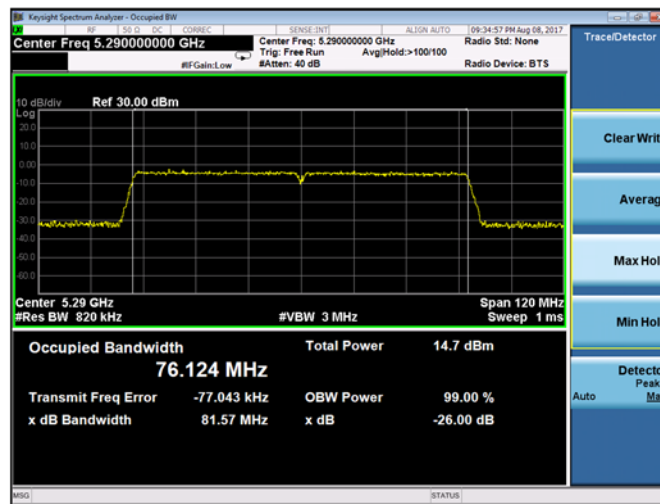 Keysight Spectrum Analyzer - Occupied BW
RF 50 Ω DC CORREC SENSE:INT ALIGN AUTO 09:34:57 PM Aug 08, 2017
Center Freq 5.290000000 GHz
Center Freq: 5.290000000 GHz
Radio Std: None
Trig: Free Run Avg|Hold:>100/100
#IFGain:Low
#Atten: 40 dB
Radio Device: BTS
10 dB/div Ref 30.00 dBm
Log
20.0
10.0
0.00
-10.0
-20.0
-30.0
-40.0
-50.0
-60.0
Center 5.29 GHz Span 120 MHz
#Res BW 820 kHz #VBW 3 MHz Sweep 1 ms
Occupied Bandwidth Total Power 14.7 dBm
76.124 MHz
Transmit Freq Error -77.043 kHz OBW Power 99.00 %
x dB Bandwidth 81.57 MHz x dB -26.00 dB
MSG STATUS
Trace/Detector
Clear Writ
Averag
Max Hol
Min Hol
Detecto
Peak
Auto Ma